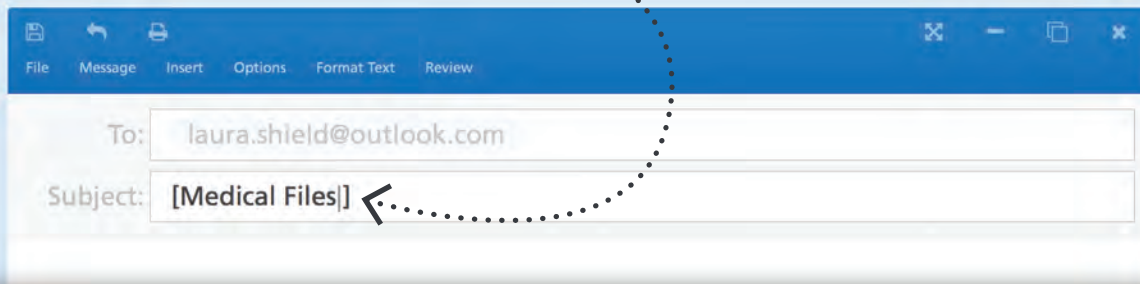 File Message Insert Options Format Text Review
To: laura.shield@outlook.com
Subject: [Medical Files|]